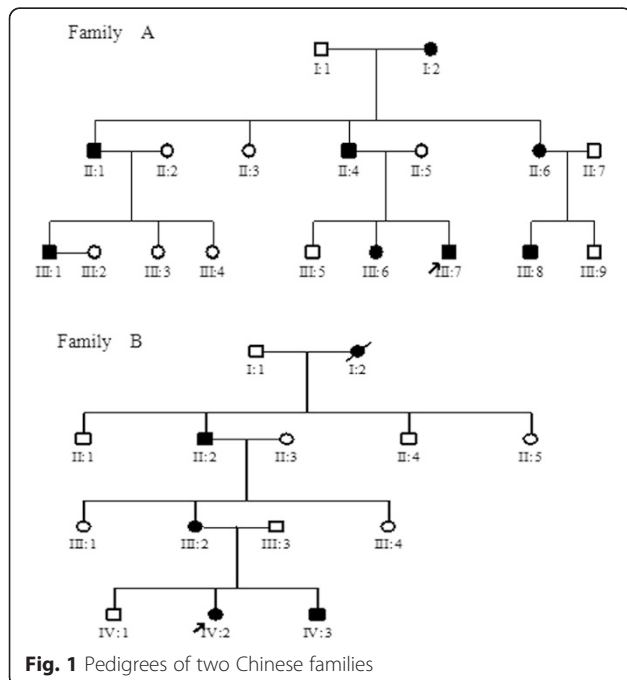 Family A
I:1 I:2
II:1 II:2 II:3 II:4 II:5 II:6 II:7
III:1 III:2 III:3 III:4 III:5 III:6 III:7 III:8 III:9
Family B
I:1 I:2
II:1 II:2 II:3 II:4 II:5
III:1 III:2 III:3 III:4
IV:1 IV:2 IV:3
Fig. 1 Pedigrees of two Chinese families